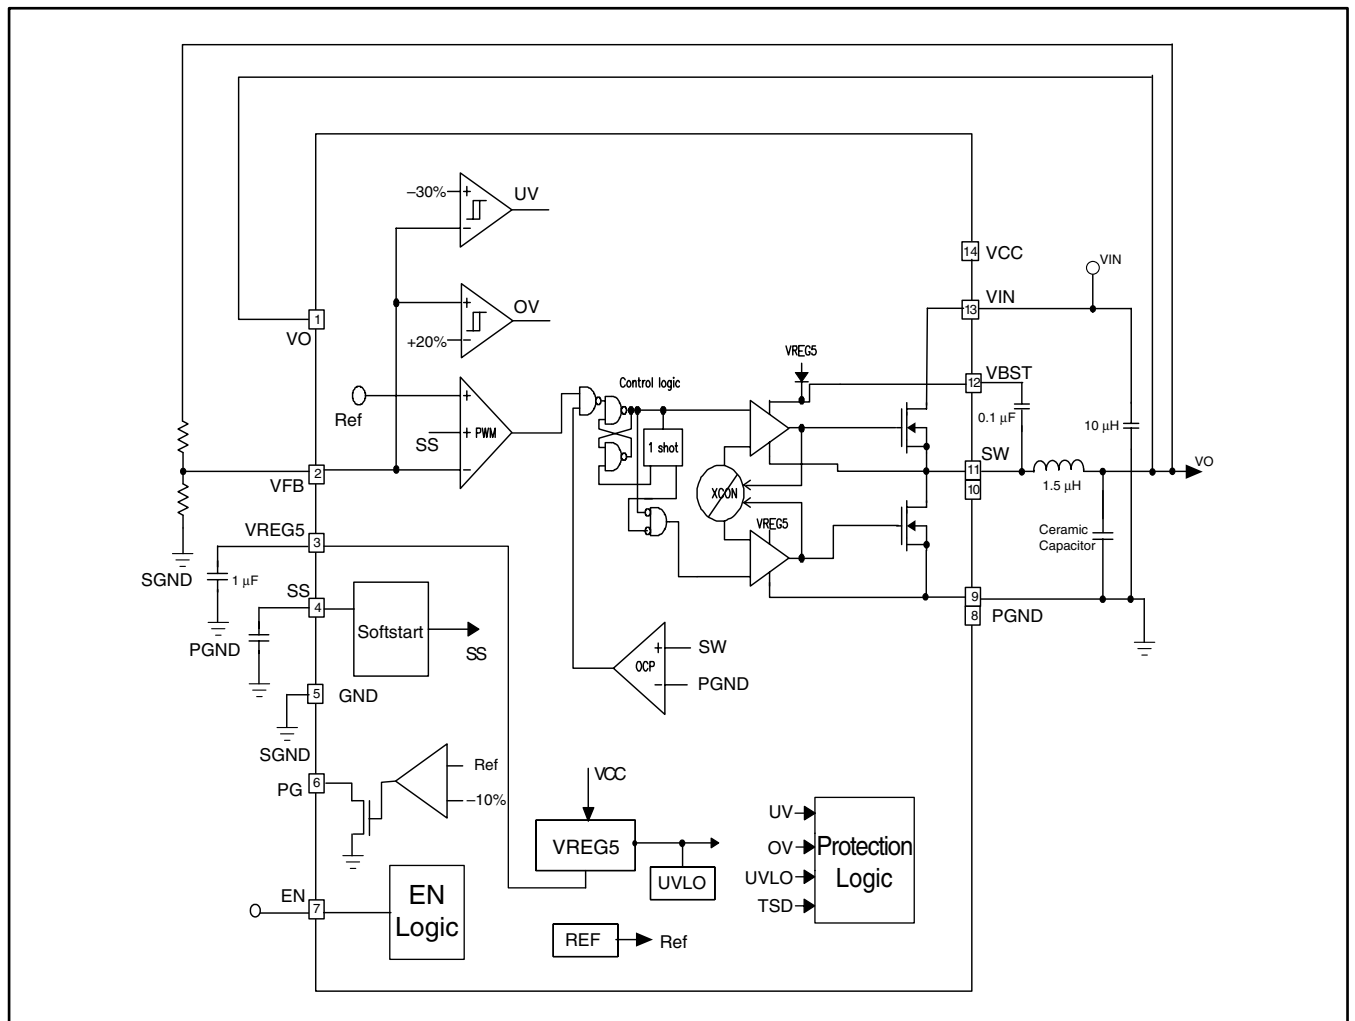 −30%
+
UV
−
14
VCC
VIN
+
OV
+20%
−
13
VIN
1
VO
VREG5
VBST
12
Control logic
Ref
+
0.1 µF
10 µH
SS
+
PWM
1 shot
SW
11
VO
−
XCON
10
1.5 µH
2
VFB
VREG5
VREG5
3
Ceramic
Capacitor
SGND
1 µF
SS
4
9
8
PGND
Softstart
SS
PGND
+
SW
OCP
−
PGND
5
GND
SGND
Ref
6
PG
−10%
VCC
UV
VREG5
OV
Protection
Logic
UVLO
UVLO
TSD
EN
7
EN
Logic
REF
Ref